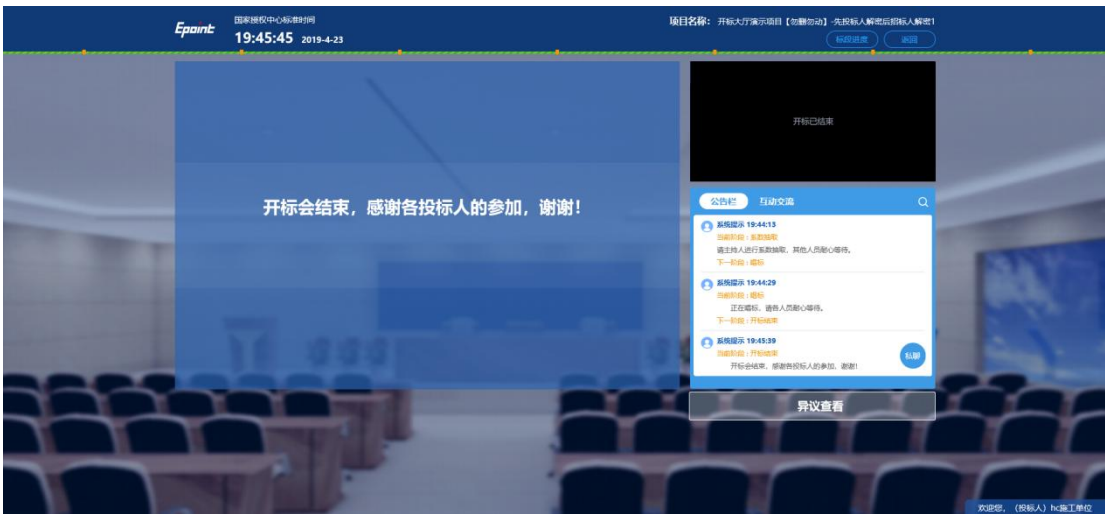 Epoint
国家授权中心标准时间
19:45:45 2019-4-23
项目名称：开标大厅演示项目【勿删勿动】-先投标人解密后招标人解密1
标段进度 返回
开标会结束，感谢各投标人的参加，谢谢！
开标已结束
公告栏 互动交流
系统提示 19:44:13
当前阶段：系数抽取
请主持人进行系数抽取，其他人员耐心等待。
下一阶段：唱标
系统提示 19:44:29
当前阶段：唱标
正在唱标，请各人员耐心等待。
下一阶段：开标结束
系统提示 19:45:39
当前阶段：开标结束
开标会结束，感谢各投标人的参加，谢谢！
私聊
异议查看
欢迎您，（投标人）hc施工单位